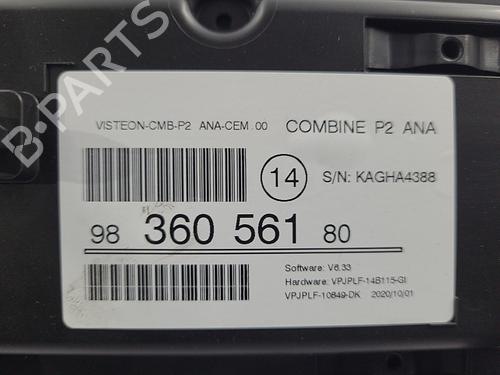 VISTEON-CMB-P2 ANA-CEM 00 COMBINE P2 ANA
14 S/N: KAGHA4388
98 360 561 80
Software: V6.33
Hardware: VPJPLF-14B115-GI
VPJPLF-10849-DK 2020/10/01
B-PARTS